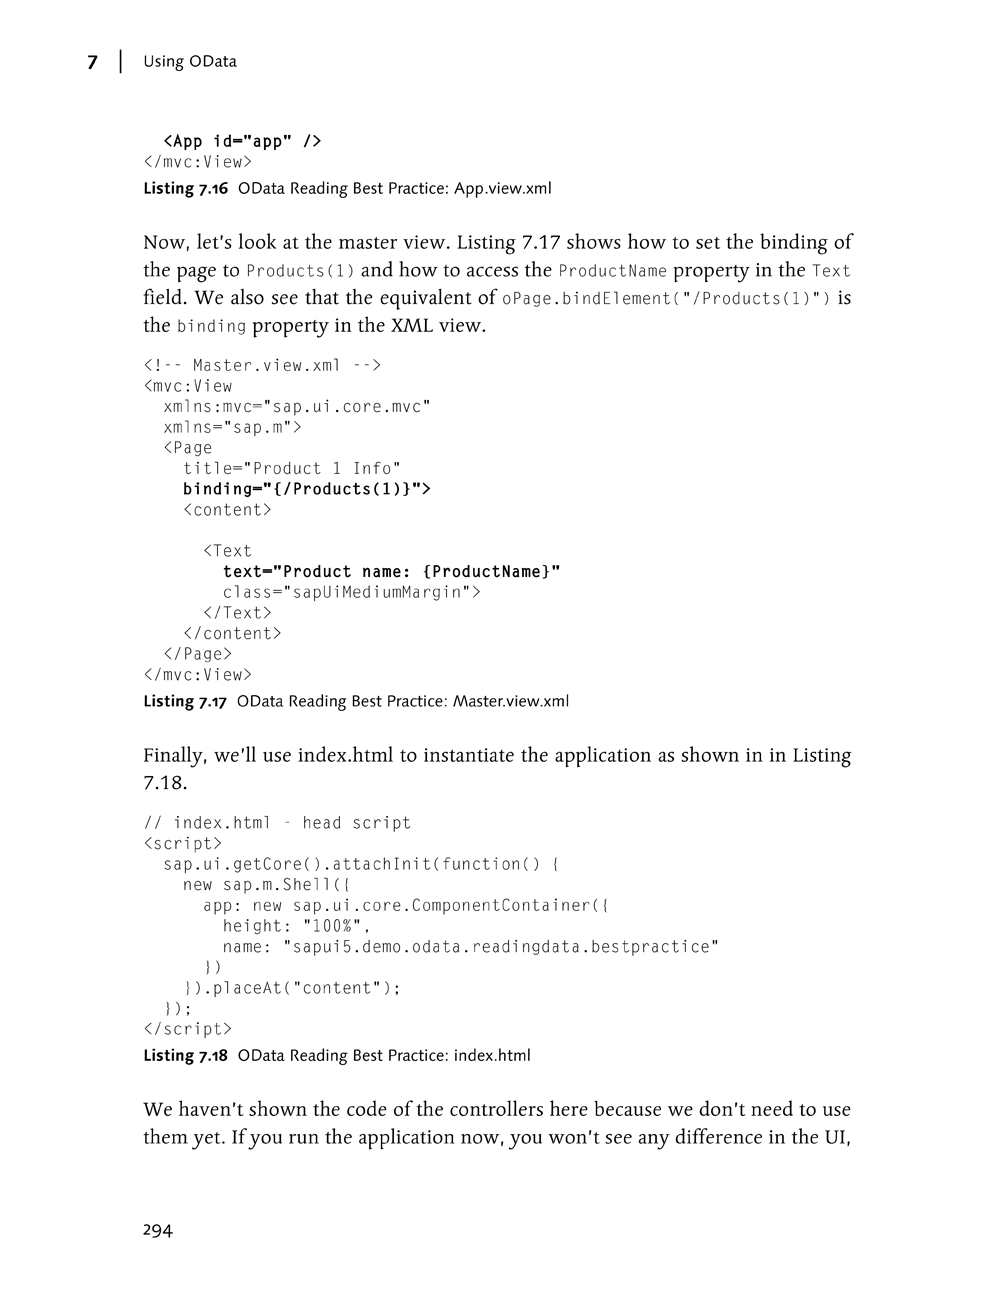 7 | Using OData
<App id="app" />
</mvc:View>
Listing 7.16 OData Reading Best Practice: App.view.xml
Now, let's look at the master view. Listing 7.17 shows how to set the binding of
the page to Products(1) and how to access the ProductName property in the Text
field. We also see that the equivalent of oPage.bindElement("/Products(1)") is
the binding property in the XML view.
<!-- Master.view.xml -->
<mvc:View
xmlns:mvc="sap.ui.core.mvc"
xmlns="sap.m">
<Page
title="Product 1 Info"
binding="{/Products(1)}">
<content>
<Text
text="Product name: {ProductName}"
class="sapUiMediumMargin">
</Text>
</content>
</Page>
</mvc:View>
Listing 7.17 OData Reading Best Practice: Master.view.xml
Finally, we'll use index.html to instantiate the application as shown in in Listing
7.18.
// index.html - head script
<script>
sap.ui.getCore().attachInit(function() {
new sap.m.Shell({
app: new sap.ui.core.ComponentContainer({
height: "100%",
name: "sapui5.demo.odata.readingdata.bestpractice"
})
}).placeAt("content");
});
</script>
Listing 7.18 OData Reading Best Practice: index.html
We haven't shown the code of the controllers here because we don't need to use
them yet. If you run the application now, you won't see any difference in the UI,
294